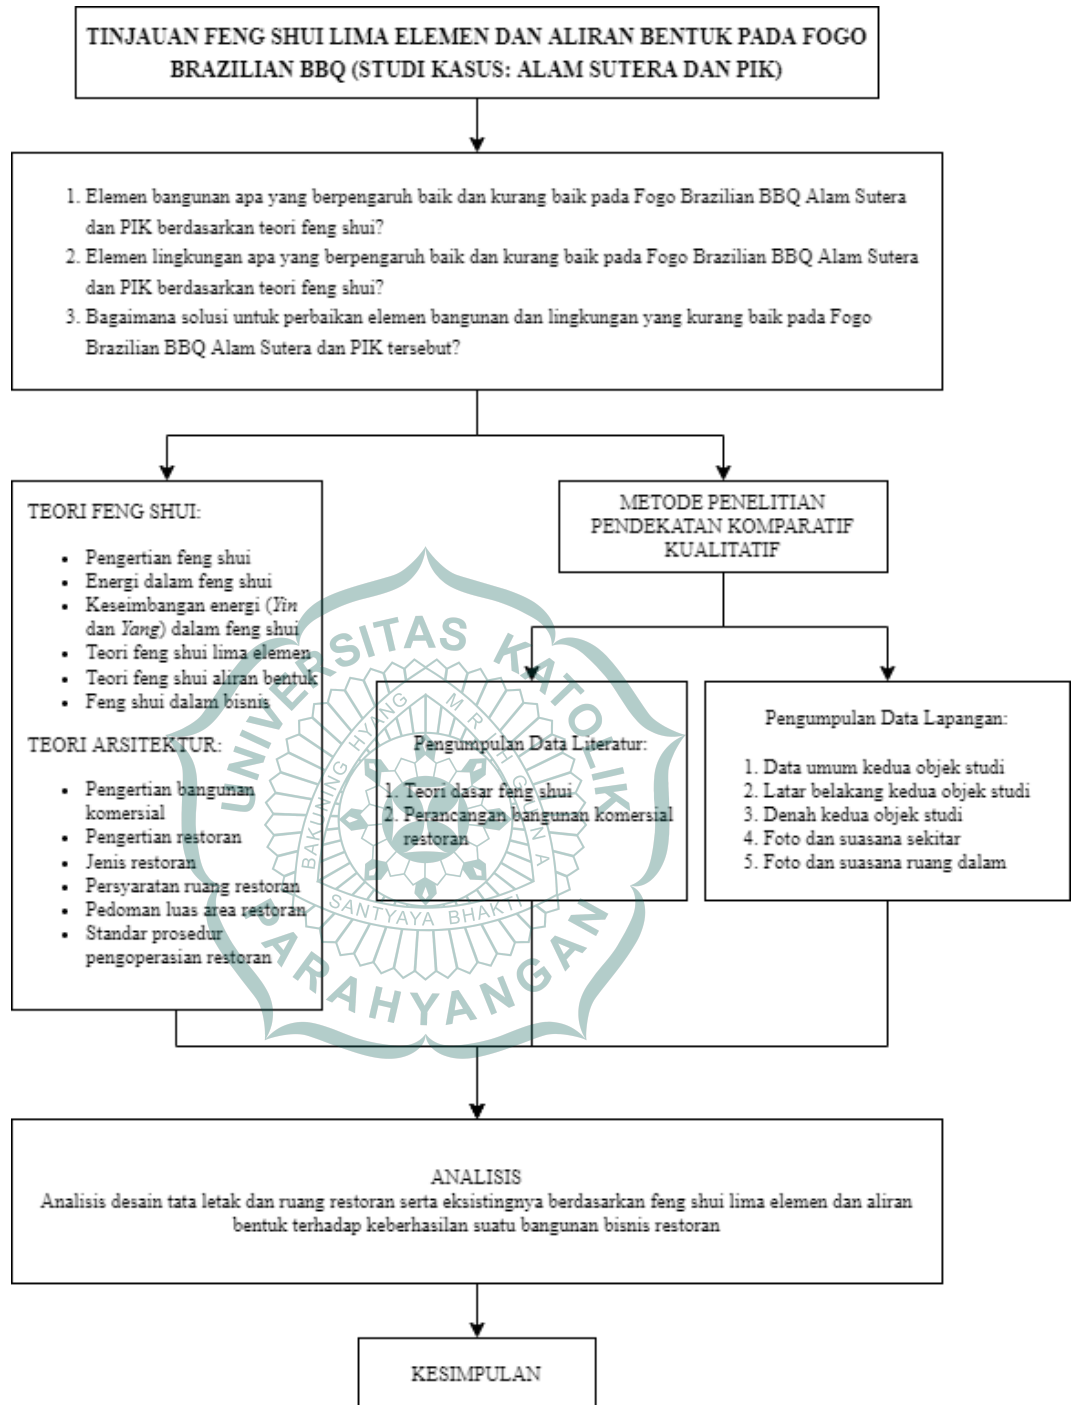 TINJAUAN FENG SHUI LIMA ELEMEN DAN ALIRAN BENTUK PADA FOGO
BRAZILIAN BBQ (STUDI KASUS: ALAM SUTERA DAN PIK)
1. Elemen bangunan apa yang berpengaruh baik dan kurang baik pada Fogo Brazilian BBQ Alam Sutera
dan PIK berdasarkan teori feng shui?
2. Elemen lingkungan apa yang berpengaruh baik dan kurang baik pada Fogo Brazilian BBQ Alam Sutera
dan PIK berdasarkan teori feng shui?
3. Bagaimana solusi untuk perbaikan elemen bangunan dan lingkungan yang kurang baik pada Fogo
Brazilian BBQ Alam Sutera dan PIK tersebut?
TEORI FENG SHUI:
• Pengertian feng shui
• Energi dalam feng shui
• Keseimbangan energi (Yin
dan Yang) dalam feng shui
• Teori feng shui lima elemen
• Teori feng shui aliran bentuk
• Feng shui dalam bisnis
TEORI ARSITEKTUR:
• Pengertian bangunan
komersial
• Pengertian restoran
• Jenis restoran
• Persyaratan ruang restoran
• Pedoman luas area restoran
• Standar prosedur
pengoperasian restoran
METODE PENELITIAN
PENDEKATAN KOMPARATIF
KUALITATIF
Pengumpulan Data Literatur:
1. Teori dasar feng shui
2. Perancangan bangunan komersial
restoran
Pengumpulan Data Lapangan:
1. Data umum kedua objek studi
2. Latar belakang kedua objek studi
3. Denah kedua objek studi
4. Foto dan suasana sekitar
5. Foto dan suasana ruang dalam
UNIVERSITAS KATOLIK
PARAHYANGAN
BAKUNING HYANG MRIH GUNA
SANTYAYA BHAKTI
ANALISIS
Analisis desain tata letak dan ruang restoran serta eksistingnya berdasarkan feng shui lima elemen dan aliran
bentuk terhadap keberhasilan suatu bangunan bisnis restoran
KESIMPULAN